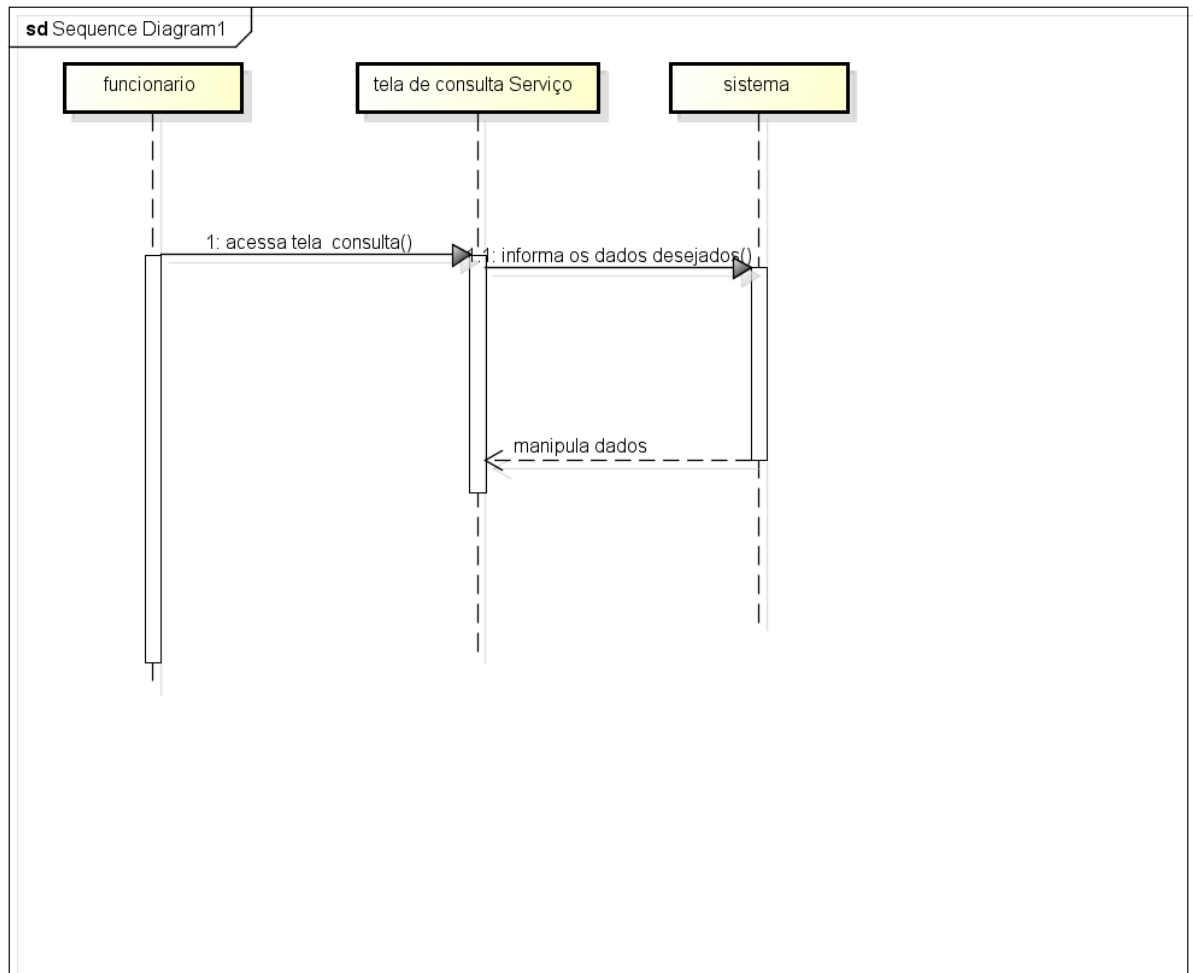 sd Sequence Diagram1
funcionario
tela de consulta Serviço
sistema
1: acessa tela consulta()
1: informa os dados desejados()
manipula dados